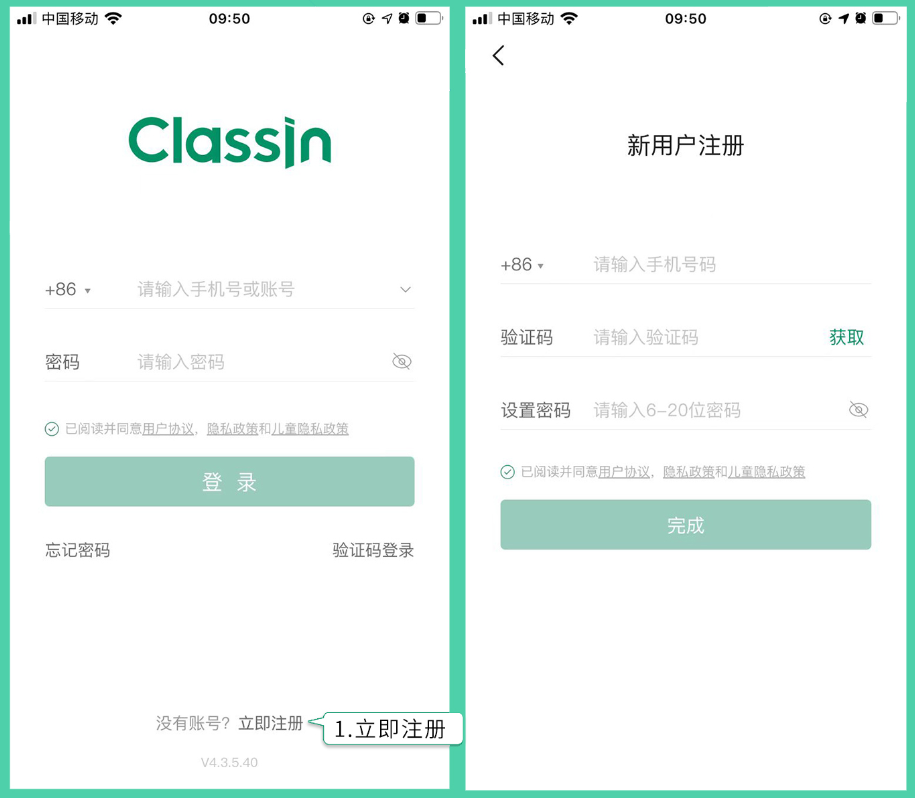 中国移动 09:50
ClassIn
+86 请输入手机号或账号
密码 请输入密码
已阅读并同意用户协议，隐私政策和儿童隐私政策
登 录
忘记密码 验证码登录
没有账号？立即注册
1.立即注册
V4.3.5.40
中国移动 09:50
新用户注册
+86 请输入手机号码
验证码 请输入验证码 获取
设置密码 请输入6-20位密码
已阅读并同意用户协议，隐私政策和儿童隐私政策
完成